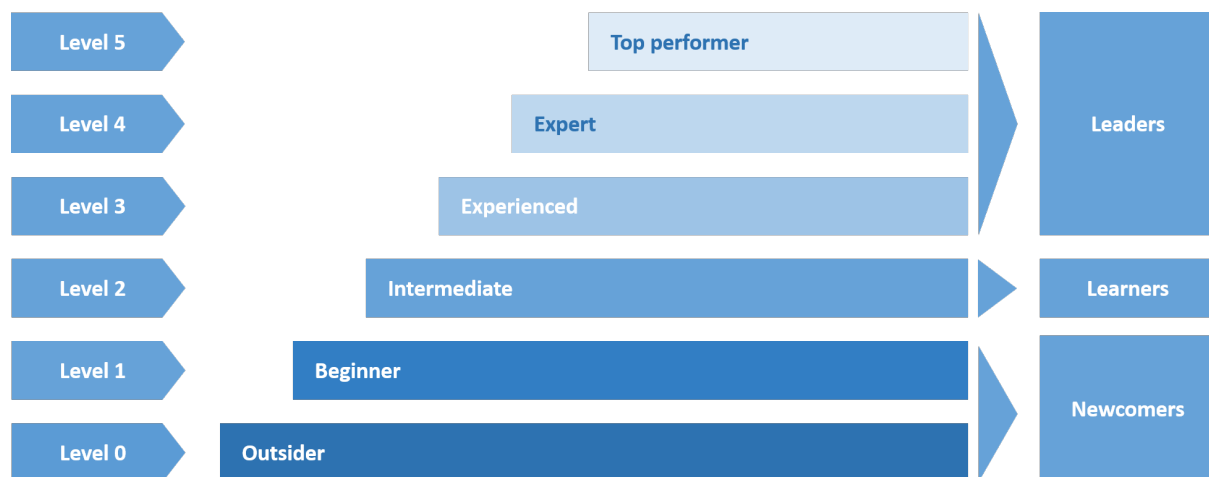 Level 5
Top performer
Level 4
Expert
Leaders
Level 3
Experienced
Level 2
Intermediate
Learners
Level 1
Beginner
Newcomers
Level 0
Outsider